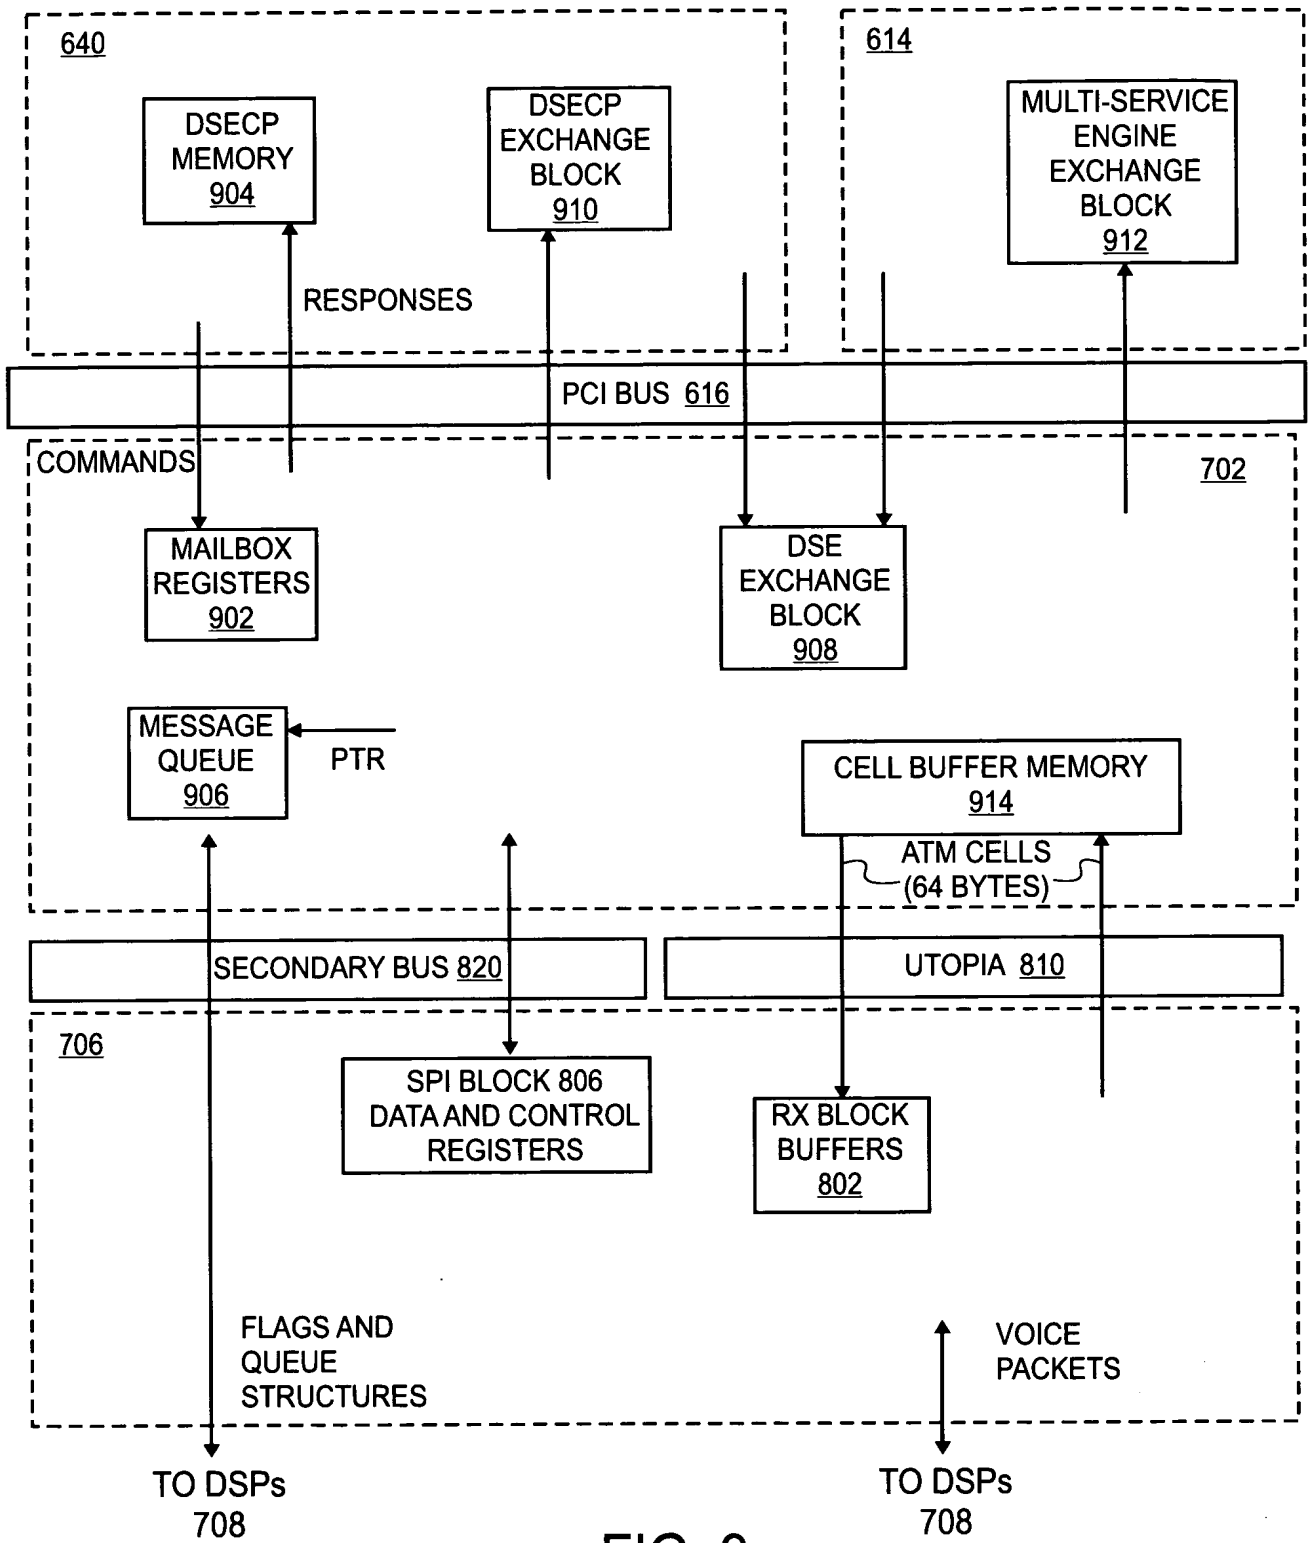 640
614
DSECP
MEMORY
904
DSECP
EXCHANGE
BLOCK
910
MULTI-SERVICE
ENGINE
EXCHANGE
BLOCK
912
RESPONSES
PCI BUS 616
COMMANDS
702
MAILBOX
REGISTERS
902
DSE
EXCHANGE
BLOCK
908
MESSAGE
QUEUE
906
PTR
CELL BUFFER MEMORY
914
ATM CELLS
(64 BYTES)
SECONDARY BUS 820
UTOPIA 810
706
SPI BLOCK 806
DATA AND CONTROL
REGISTERS
RX BLOCK
BUFFERS
802
FLAGS AND
QUEUE
STRUCTURES
VOICE
PACKETS
TO DSPs
708
TO DSPs
708